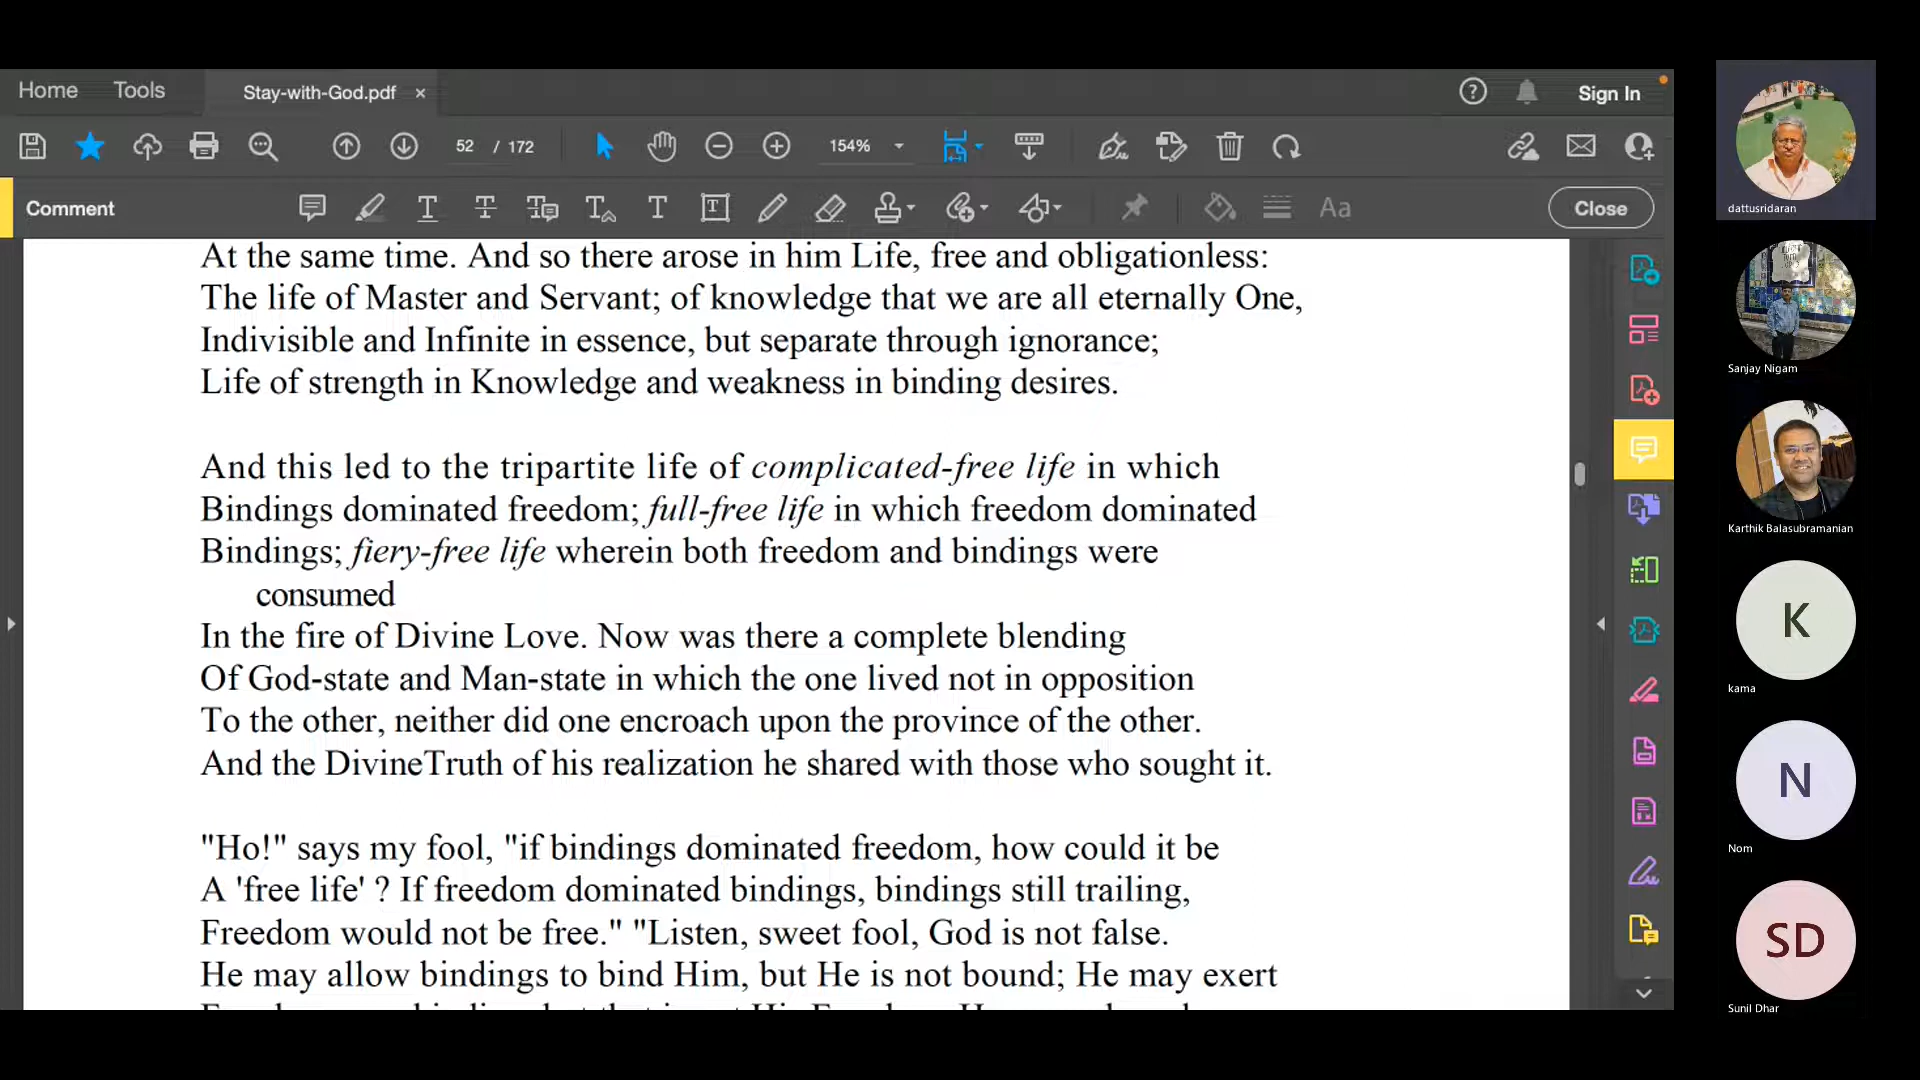 Home Tools Stay-with-God.pdf × Sign In
52 / 172 154%
Comment Close
At the same time. And so there arose in him Life, free and obligationless:
The life of Master and Servant; of knowledge that we are all eternally One,
Indivisible and Infinite in essence, but separate through ignorance;
Life of strength in Knowledge and weakness in binding desires.
And this led to the tripartite life of complicated-free life in which
Bindings dominated freedom; full-free life in which freedom dominated
Bindings; fiery-free life wherein both freedom and bindings were
consumed
In the fire of Divine Love. Now was there a complete blending
Of God-state and Man-state in which the one lived not in opposition
To the other, neither did one encroach upon the province of the other.
And the DivineTruth of his realization he shared with those who sought it.
"Ho!" says my fool, "if bindings dominated freedom, how could it be
A 'free life' ? If freedom dominated bindings, bindings still trailing,
Freedom would not be free." "Listen, sweet fool, God is not false.
He may allow bindings to bind Him, but He is not bound; He may exert
dattusridaran
Sanjay Nigam
Karthik Balasubramanian
K
kama
N
Nom
SD
Sunil Dhar